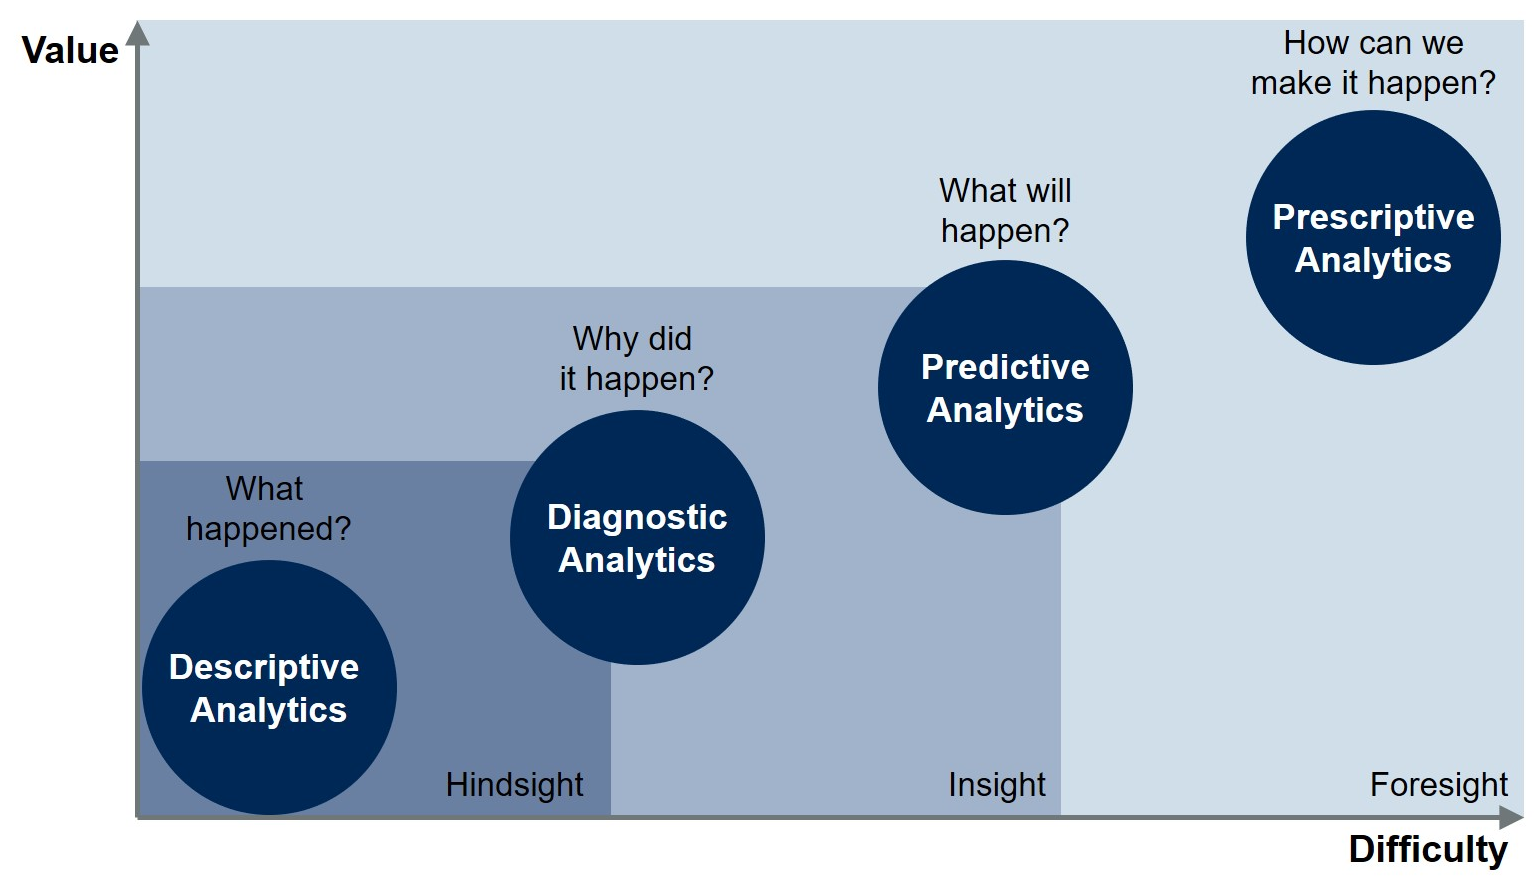 Value
How can we
make it happen?
Prescriptive
Analytics
What will
happen?
Predictive
Analytics
Why did
it happen?
Diagnostic
Analytics
What
happened?
Descriptive
Analytics
Hindsight
Insight
Foresight
Difficulty